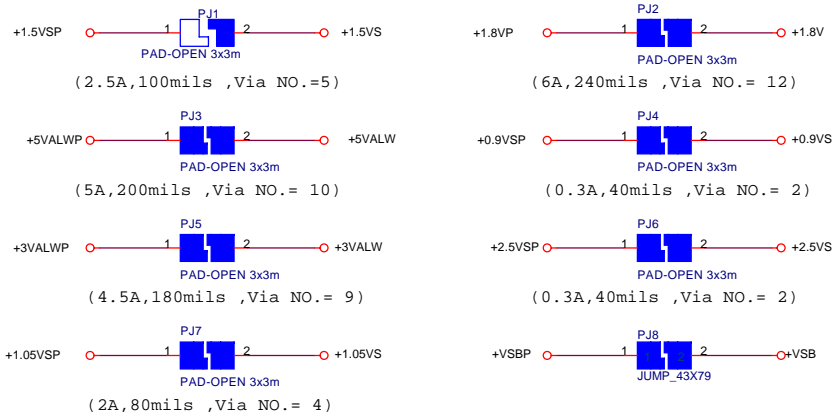 PJ1
+1.5VSP 1 2 +1.5VS
PAD-OPEN 3x3m
(2.5A,100mils ,Via NO.=5)
PJ2
+1.8VP 1 2 +1.8V
PAD-OPEN 3x3m
(6A,240mils ,Via NO.= 12)
PJ3
+5VALWP 1 2 +5VALW
PAD-OPEN 3x3m
(5A,200mils ,Via NO.= 10)
PJ4
+0.9VSP 1 2 +0.9VS
PAD-OPEN 3x3m
(0.3A,40mils ,Via NO.= 2)
PJ5
+3VALWP 1 2 +3VALW
PAD-OPEN 3x3m
(4.5A,180mils ,Via NO.= 9)
PJ6
+2.5VSP 1 2 +2.5VS
PAD-OPEN 3x3m
(0.3A,40mils ,Via NO.= 2)
PJ7
+1.05VSP 1 2 +1.05VS
PAD-OPEN 3x3m
(2A,80mils ,Via NO.= 4)
PJ8
+VSBP 1 1 2 2 +VSB
JUMP_43X79